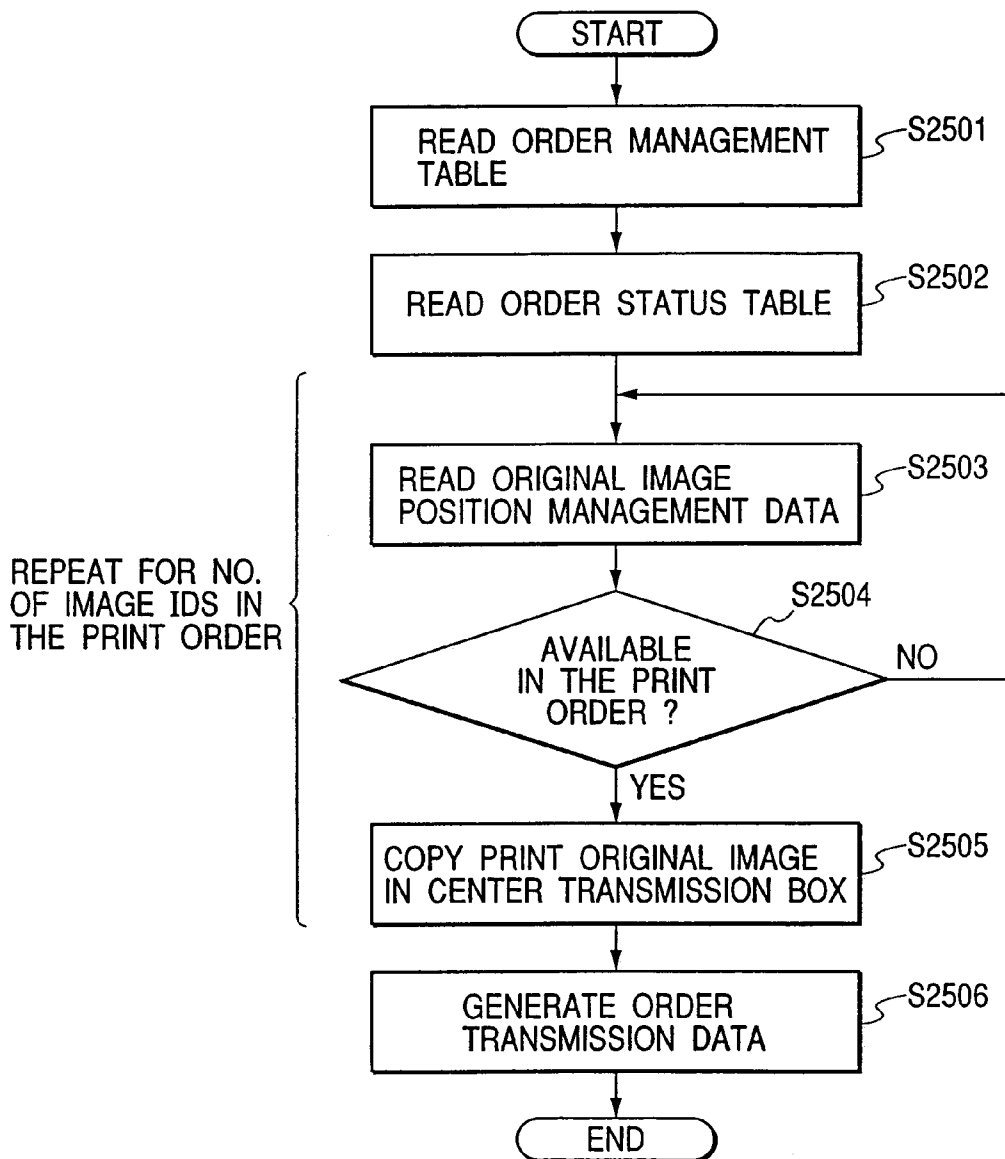 START
READ ORDER MANAGEMENT
TABLE
S2501
READ ORDER STATUS TABLE
S2502
READ ORIGINAL IMAGE
POSITION MANAGEMENT DATA
S2503
REPEAT FOR NO.
OF IMAGE IDS IN
THE PRINT ORDER
S2504
AVAILABLE
IN THE PRINT
ORDER ?
NO
YES
COPY PRINT ORIGINAL IMAGE
IN CENTER TRANSMISSION BOX
S2505
GENERATE ORDER
TRANSMISSION DATA
S2506
END